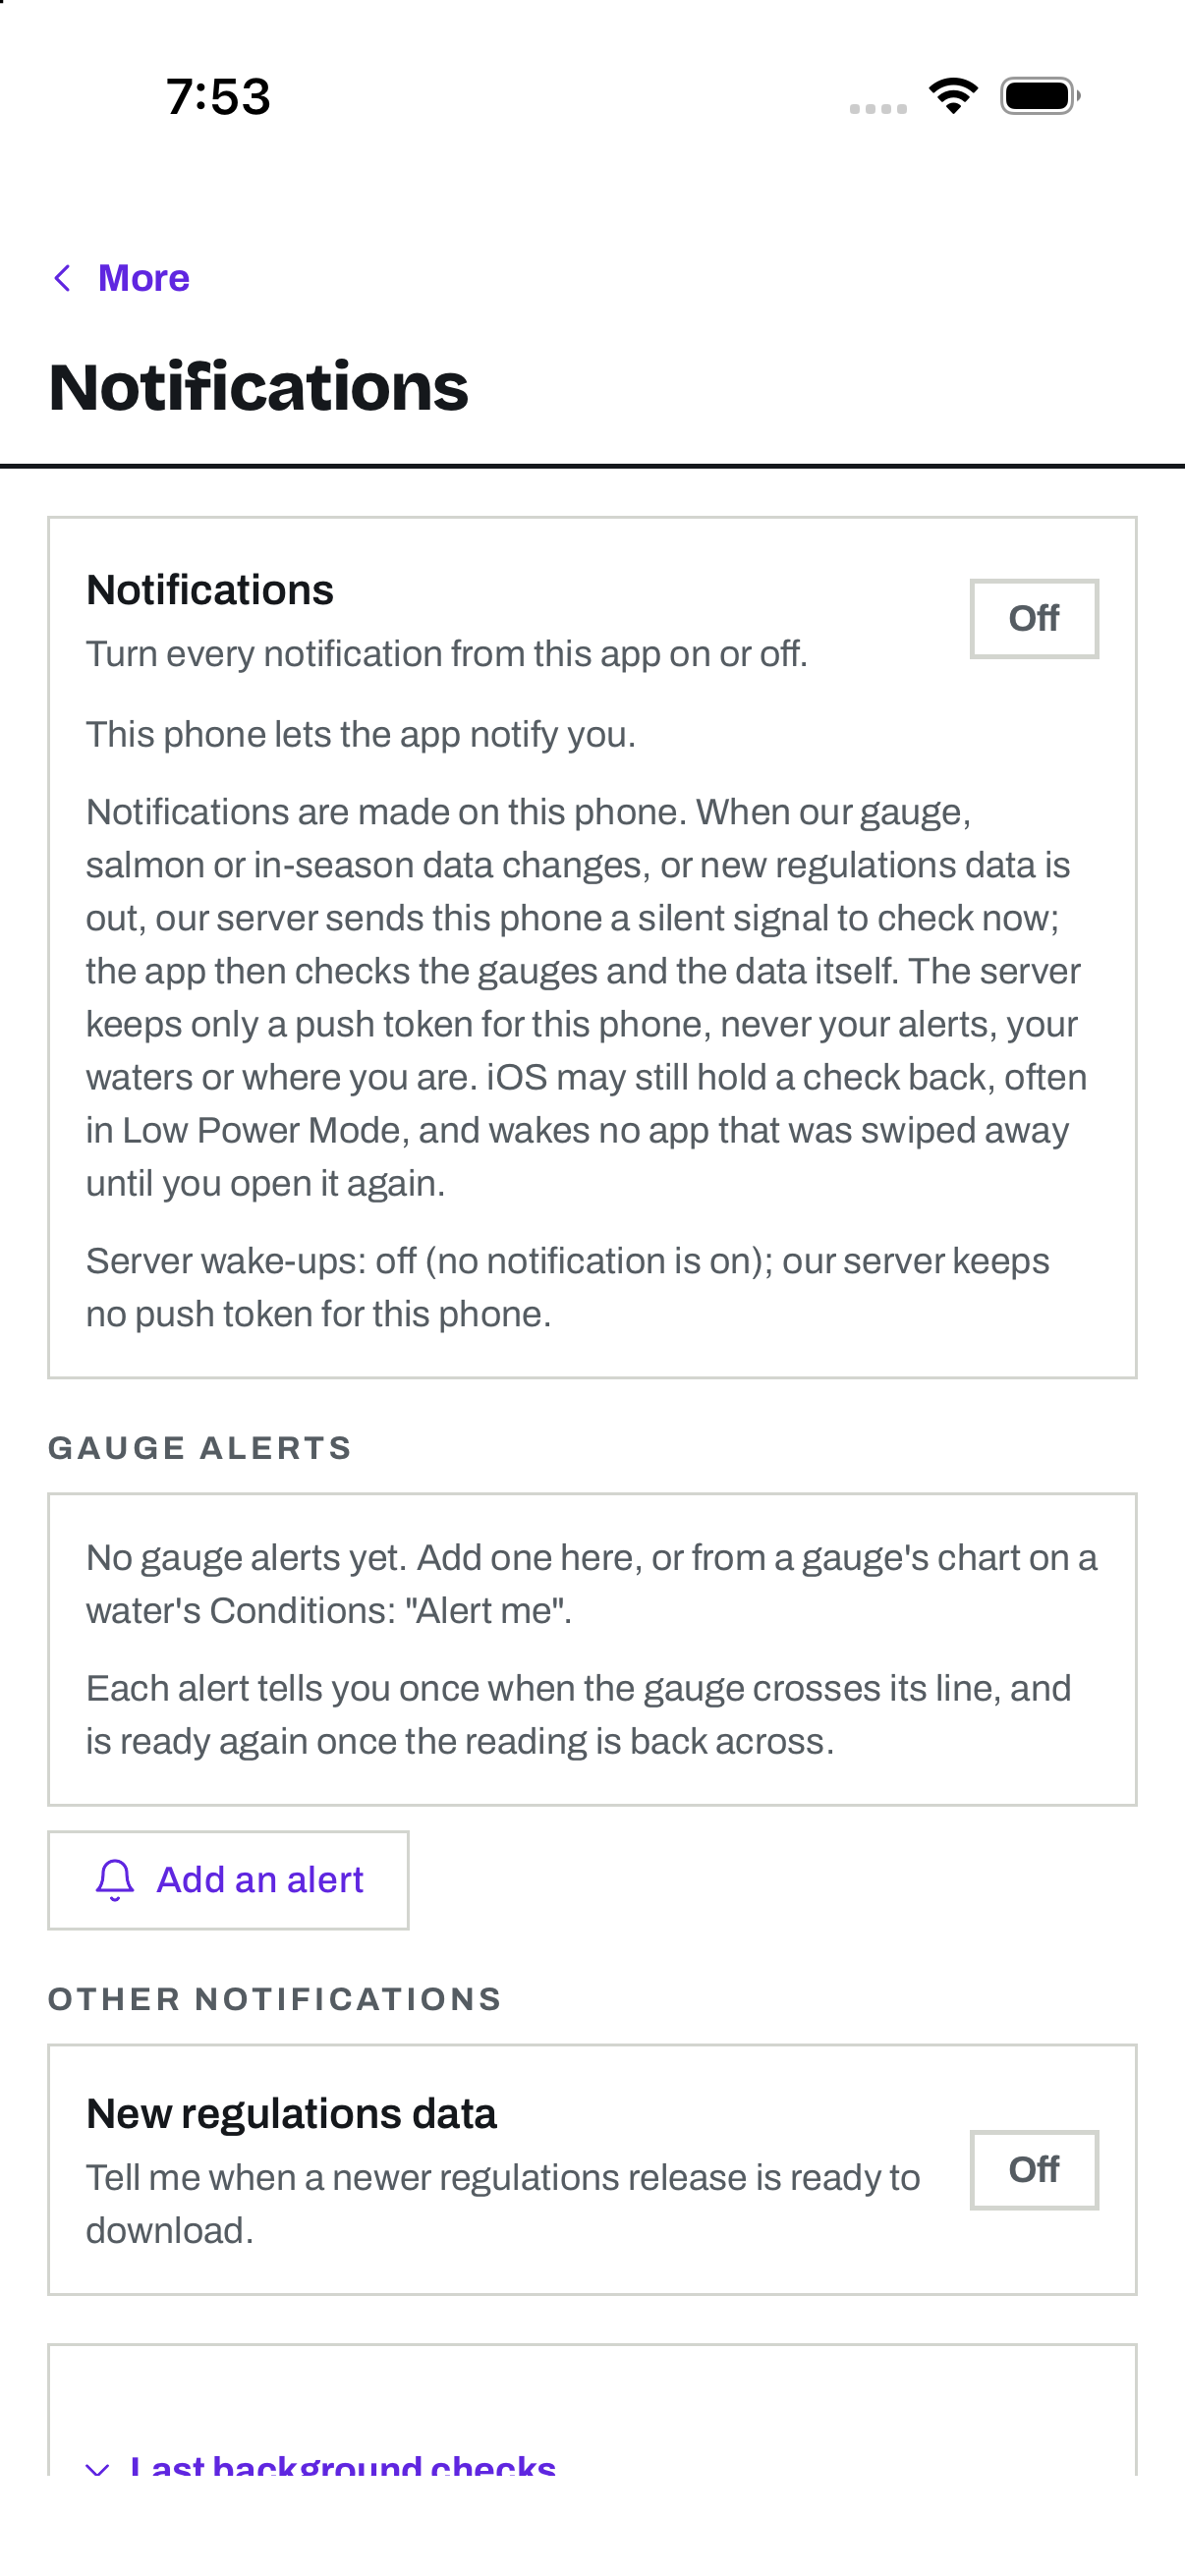 7:53
More
Notifications
Notifications
Off
Turn every notification from this app on or off.
This phone lets the app notify you.
Notifications are made on this phone. When our gauge,
salmon or in-season data changes, or new regulations data is
out, our server sends this phone a silent signal to check now;
the app then checks the gauges and the data itself. The server
keeps only a push token for this phone, never your alerts, your
waters or where you are. iOS may still hold a check back, often
in Low Power Mode, and wakes no app that was swiped away
until you open it again.
Server wake-ups: off (no notification is on); our server keeps
no push token for this phone.
GAUGE ALERTS
No gauge alerts yet. Add one here, or from a gauge's chart on a
water's Conditions: "Alert me".
Each alert tells you once when the gauge crosses its line, and
is ready again once the reading is back across.
Add an alert
OTHER NOTIFICATIONS
New regulations data
Off
Tell me when a newer regulations release is ready to
download.
Last background checks